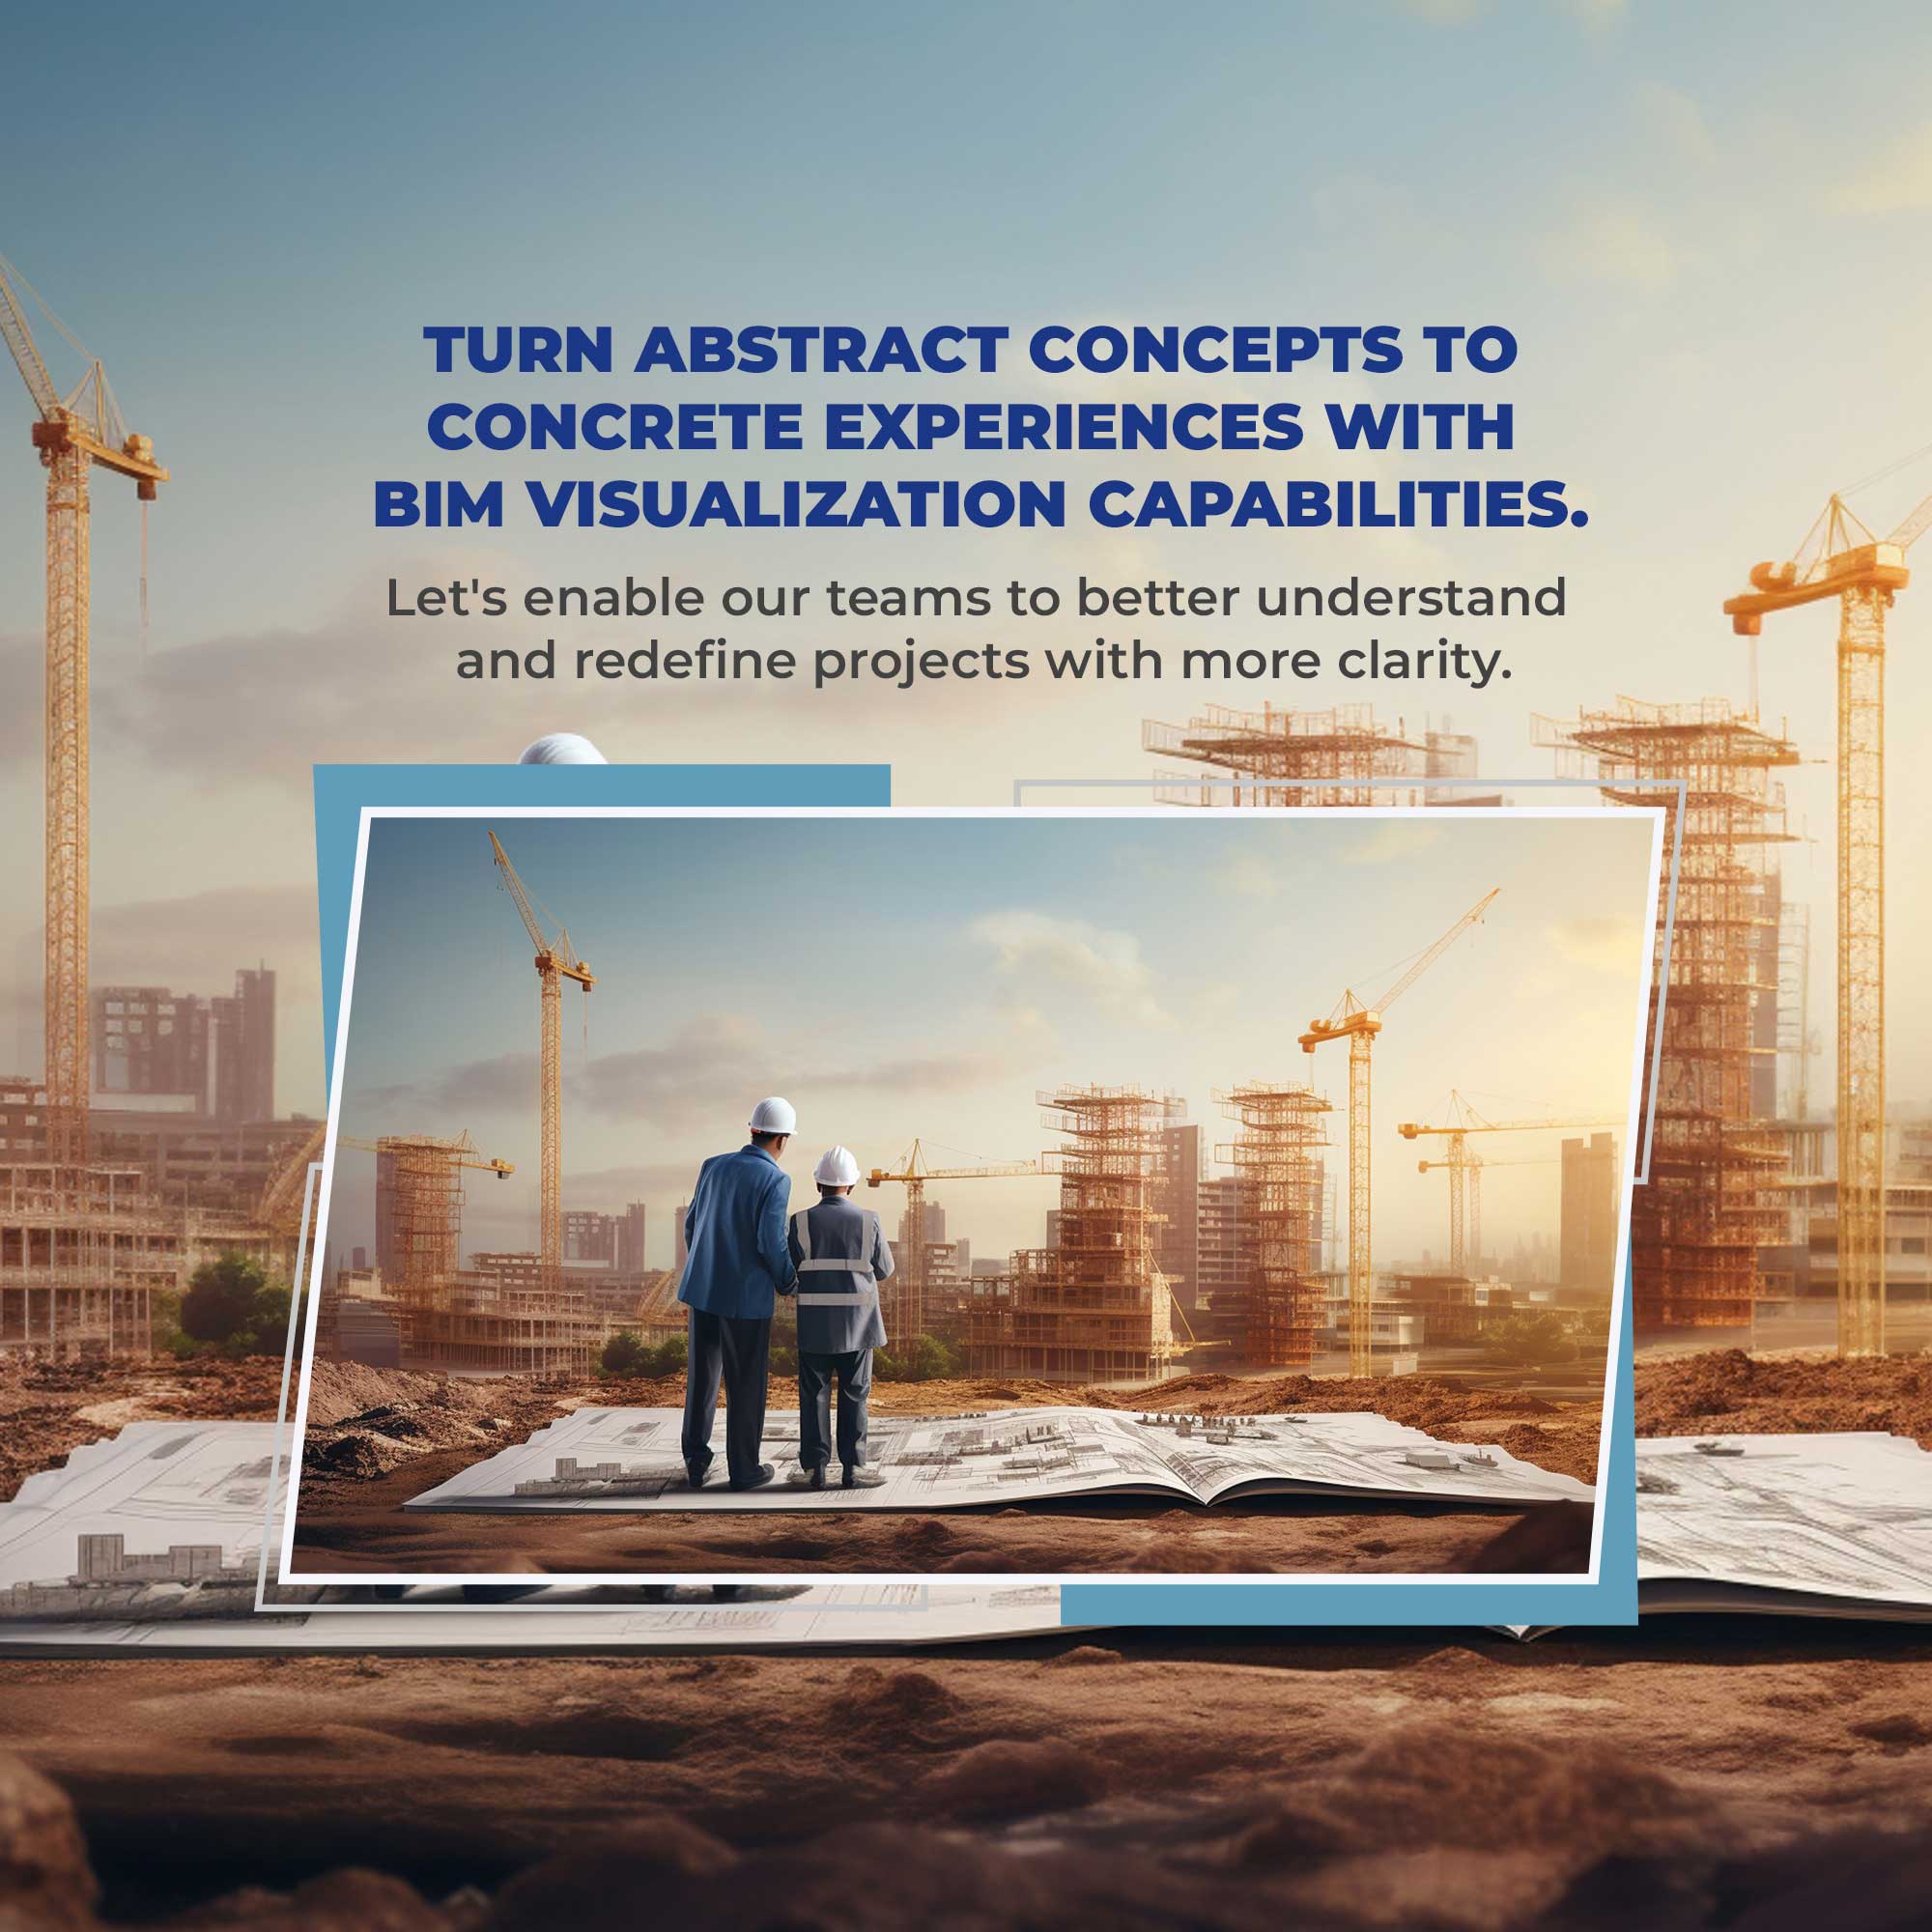 TURN ABSTRACT CONCEPTS TO
CONCRETE EXPERIENCES WITH
BIM VISUALIZATION CAPABILITIES.
Let's enable our teams to better understand
and redefine projects with more clarity.